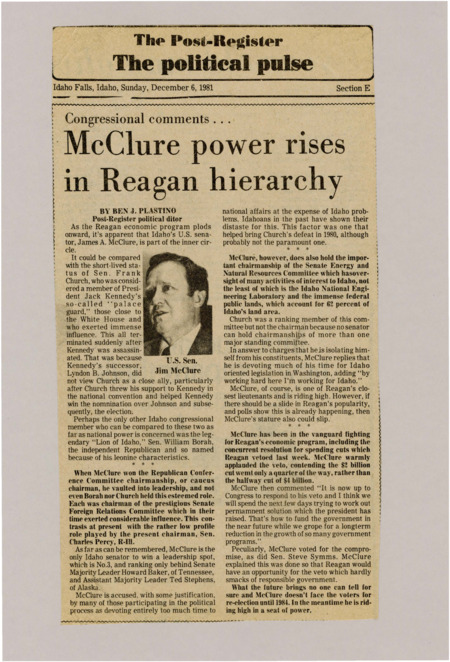 The Post-Register
The political pulse
Idaho Falls, Idaho, Sunday, December 6, 1981 Section E
Congressional comments . . .
McClure power rises
in Reagan hierarchy
BY BEN J. PLASTINO
Post-Register political ditor
As the Reagan economic program plods
onward, it's apparent that Idaho's U.S. sena-
tor, James A. McClure, is part of the inner cir-
cle.
It could be compared
with the short-lived sta-
tus of Sen. Frank
Church, who was consid-
ered a member of Presi-
dent Jack Kennedy's
so-called "palace
guard," those close to
the White House and
who exerted immense
influence. This all ter-
minated suddenly after
Kennedy was assassin-
ated. That was because
Kennedy's successor,
Lyndon B. Johnson, did
not view Church as a close ally, particularly
after Church threw his support to Kennedy in
the national convention and helped Kennedy
win the nomination over Johnson and subse-
quently, the election.
U.S. Sen.
Jim McClure
Perhaps the only other Idaho congressional
member who can be compared to these two as
far as national power is concerned was the leg-
endary "Lion of Idaho," Sen. William Borah,
the independent Republican and so named
because of his leonine characteristics.
* * *
When McClure won the Republican Confer-
ence Committee chairmanship, or caucus
chairman, he vaulted into leadership, and not
even Borah nor Church held this esteemed role.
Each was chairman of the prestigious Senate
Foreign Relations Committee which in their
time exerted considerable influence. This con-
trasts at present with the rather low profile
role played by the present chairman, Sen.
Charles Percy, R-Ill.
As far as can be remembered, McClure is the
only Idaho senator to win a leadership spot,
which is No.3, and ranking only behind Senate
Majority Leader Howard Baker, of Tennessee,
and Assistant Majority Leader Ted Stephens,
of Alaska.
McClure is accused, with some justification,
by many of those participating in the political
process as devoting entirely too much time to
national affairs at the expense of Idaho prob-
lems. Idahoans in the past have shown their
distaste for this. This factor was one that
helped bring Church's defeat in 1980, although
probably not the paramount one.
* * *
McClure, however, does also hold the impor-
tant chairmanship of the Senate Energy and
Natural Resources Committee which hasover-
sight of many activities of interest to Idaho, not
the least of which is the Idaho National Engi-
neering Laboratory and the immense federal
public lands, which account for 67 percent of
Idaho's land area.
Church was a ranking member of this com-
mittee but not the chairman because no senator
can hold chairmanships of more than one
major standing committee.
In answer to charges that he is isolating him-
self from his constituents, McClure replies that
he is devoting much of his time for Idaho
oriented legislation in Washington, adding "by
working hard here I'm working for Idaho."
McClure, of course, is one of Reagan's clo-
sest lieutenants and is riding high. However, if
there should be a slide in Reagan's popularity,
and polls show this is already happening, then
McClure's stature also could slip.
* * *
McClure has been in the vanguard fighting
for Reagan's economic program, including the
concurrent resolution for spending cuts which
Reagan vetoed last week. McClure warmly
applauded the veto, contending the $2 billion
cut went only a quarter of the way, rather than
the halfway cut of $4 billion.
McClure then commented "It is now up to
Congress to respond to his veto and I think we
will spend the next few days trying to work out
permament solution which the president has
raised. That's how to fund the government in
the near future while we grope for a longterm
reduction in the growth of so many government
programs."
Peculiarly, McClure voted for the compro-
mise, as did Sen. Steve Symms. McClure
explained this was done so that Reagan would
have an opportunity for the veto which hardly
smacks of responsible government.
What the future brings no one can tell for
sure and McClure doesn't face the voters for
re-election until 1984. In the meantime he is rid-
ing high in a seat of power.